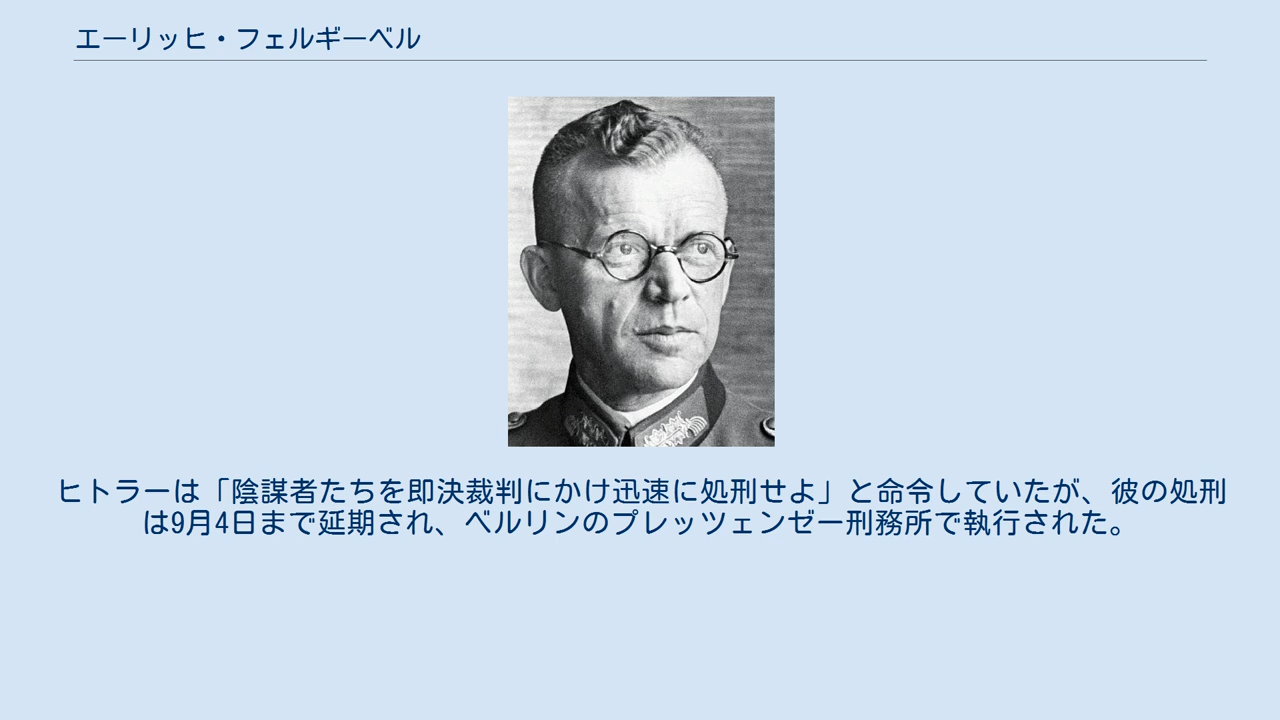 エーリッヒ・フェルギーベル
ヒトラーは「陰謀者たちを即決裁判にかけ迅速に処刑せよ」と命令していたが、彼の処刑
は9月4日まで延期され、ベルリンのプレッツェンゼー刑務所で執行された。